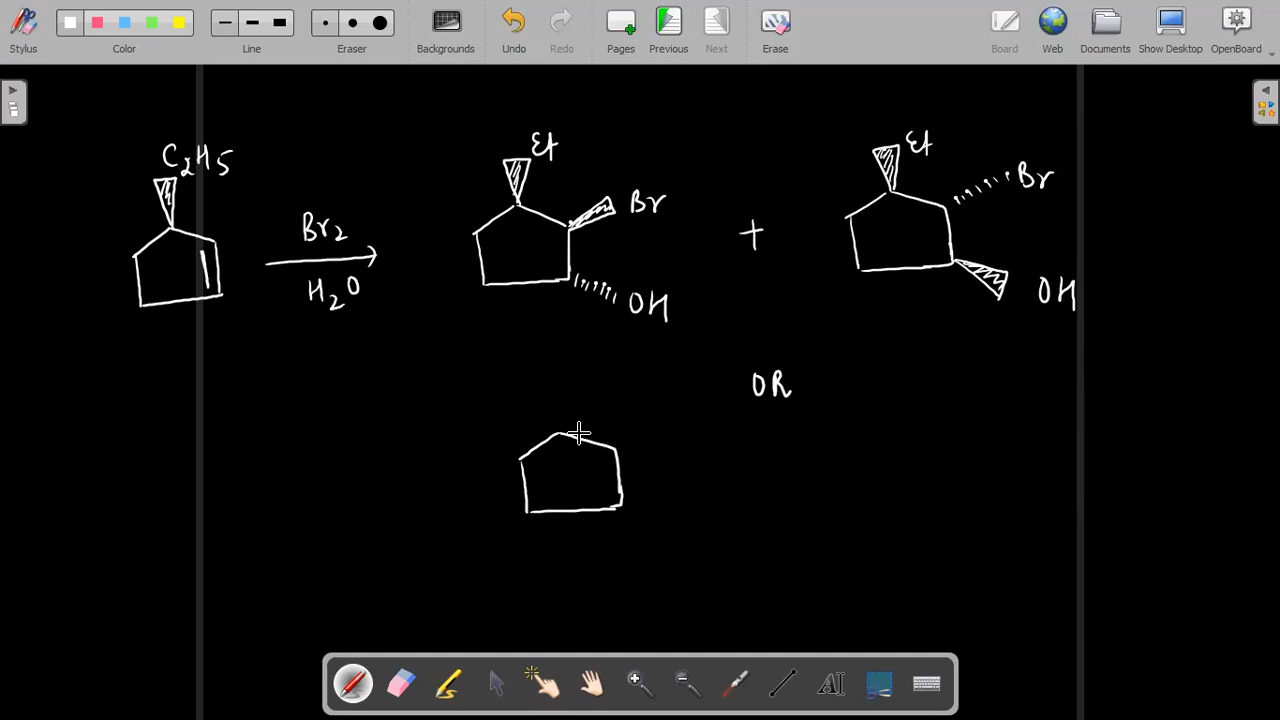 Stylus Color Line Eraser Backgrounds Undo Redo Pages Previous Next Erase Board Web Documents Show Desktop OpenBoard
C2H5
Br2
H2O
Et
Br
OH
+
Et
Br
OH
OR
AI